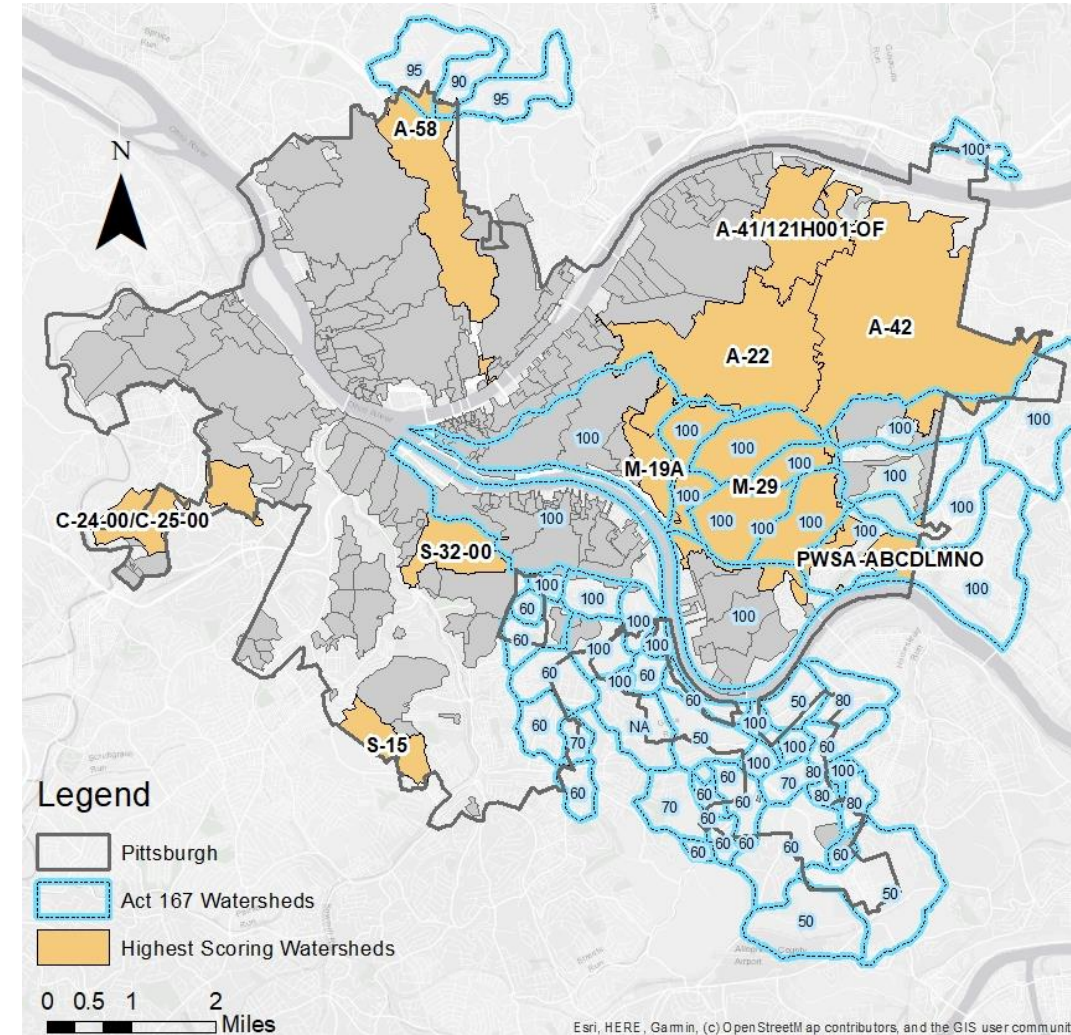 95
90
95
A-58
N
100*
A-41/121H001-OF
A-42
A-22
100
100
100
100
M-19A
100
100
M-29
100
100
C-24-00/C-25-00
100
100
100
100
100
100
S-32-00
PWSA-ABCDLMNO
100
100
100
100
60
100
60
100
100
100
60
60
60
50
80
NA
50
100
60
70
60
100
100
60
100
S-15
60
70
80
70
60
80
80
60
60
60
60
60
60
60
50
50
Legend
Pittsburgh
Act 167 Watersheds
Highest Scoring Watersheds
0 0.5 1 2
Miles
Allegheny County
Airport
Esri, HERE, Garmin, (c) OpenStreetMap contributors, and the GIS user communit